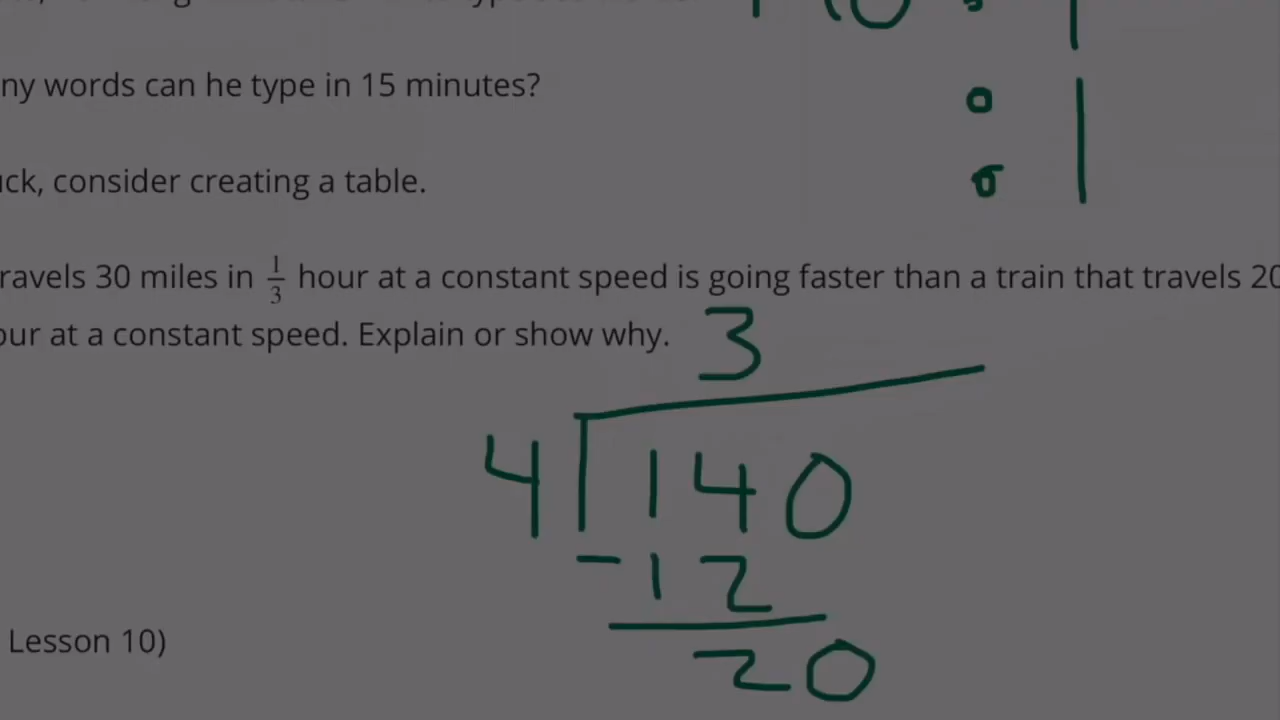 ny words can he type in 15 minutes?
uck, consider creating a table.
ravels 30 miles in 1/3 hour at a constant speed is going faster than a train that travels 20
our at a constant speed. Explain or show why.
3
4 140
-12
20
Lesson 10)